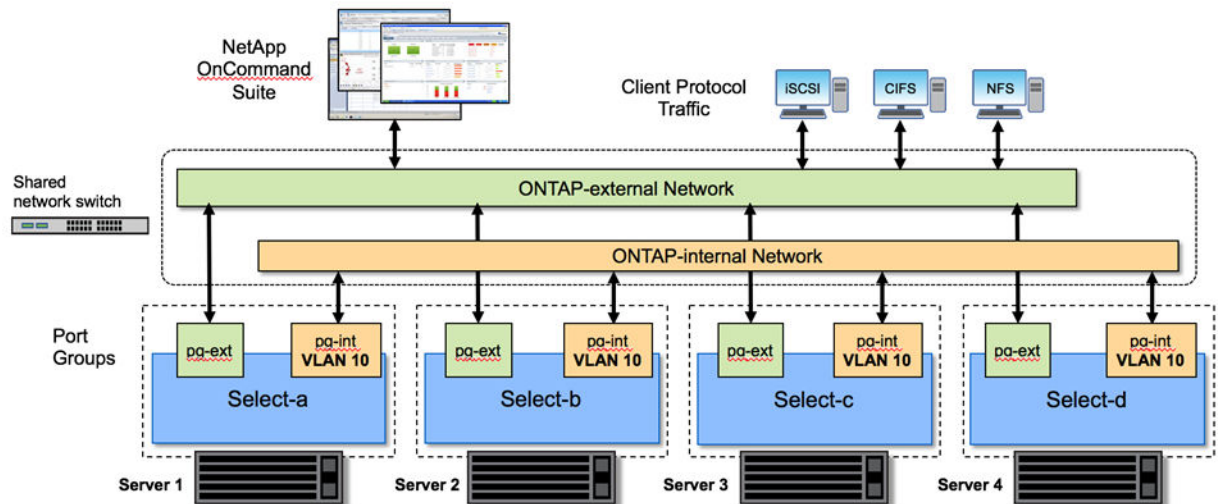 NetApp
OnCommand
Suite
Client Protocol
Traffic
iSCSI
CIFS
NFS
Shared
network switch
ONTAP-external Network
ONTAP-internal Network
Port
Groups
pg-ext
pg-int
VLAN 10
Select-a
pg-ext
pg-int
VLAN 10
Select-b
pg-ext
pg-int
VLAN 10
Select-c
pg-ext
pg-int
VLAN 10
Select-d
Server 1
Server 2
Server 3
Server 4